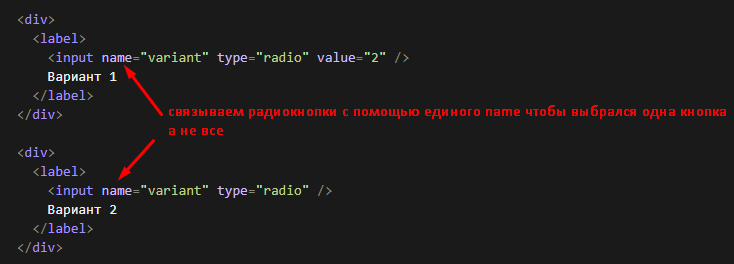 <div>
<label>
<input name="variant" type="radio" value="2" />
Вариант 1
</label>
</div>
связываем радиокнопки с помощью единого name чтобы выбрался одна кнопка
а не все
<div>
<label>
<input name="variant" type="radio" />
Вариант 2
</label>
</div>